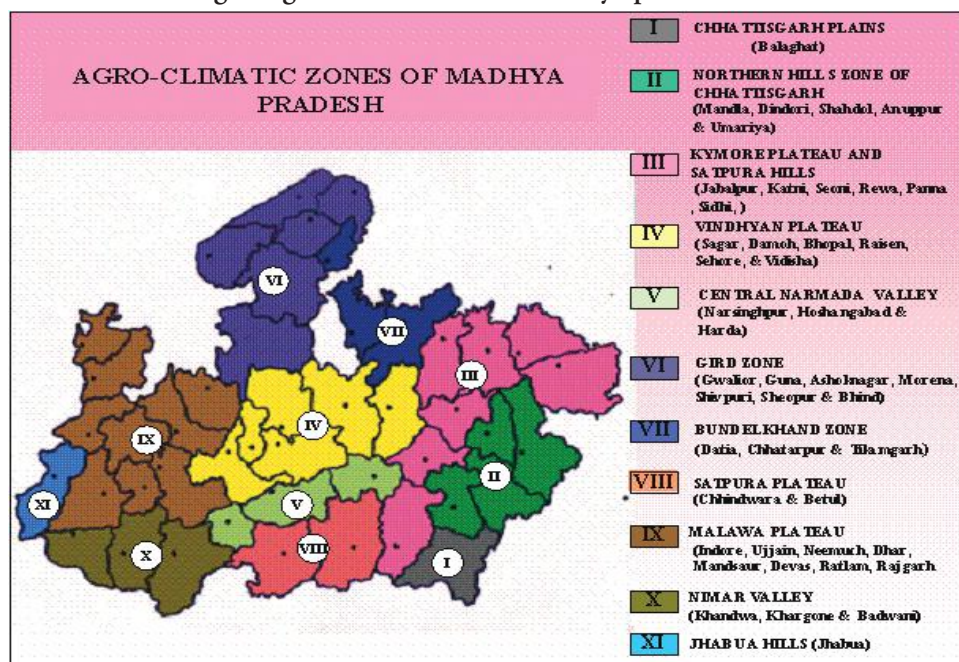 AGRO-CLIMATIC ZONES OF MADHYA
PRADESH
I CHHATTISGARH PLAINS
(Balaghat)
II NORTHERN HILLS ZONE OF
CHHATTISGARH
(Mandla, Dindori, Shahdol, Anuppur
& Umariya)
III KYMORE PLATEAU AND
SATPURA HILLS
(Jabalpur, Katni, Seoni, Rewa, Panna
, Sidhi, )
IV VINDHYAN PLATEAU
(Sagar, Damoh, Bhopal, Raisen,
Sehore, & Vidisha)
V CENTRAL NARMADA VALLEY
(Narsinghpur, Hoshangabad &
Harda)
VI GIRD ZONE
(Gwalior, Guna, Ashoknagar, Morena,
Shivpuri, Sheopur & Bhind)
VII BUNDELKHAND ZONE
(Datia, Chhatarpur & Tikamgarh)
VIII SATPURA PLATEAU
(Chhindwara & Betul)
IX MALAWA PLATEAU
(Indore, Ujjain, Neemuch, Dhar,
Mandsaur, Devas, Ratlam, Rajgarh
X NIMAR VALLEY
(Khandwa, Khargone & Badwani)
XI JHABUA HILLS (Jhabua)
VI
VII
III
IV
IX
II
XI
V
X
VIII
I